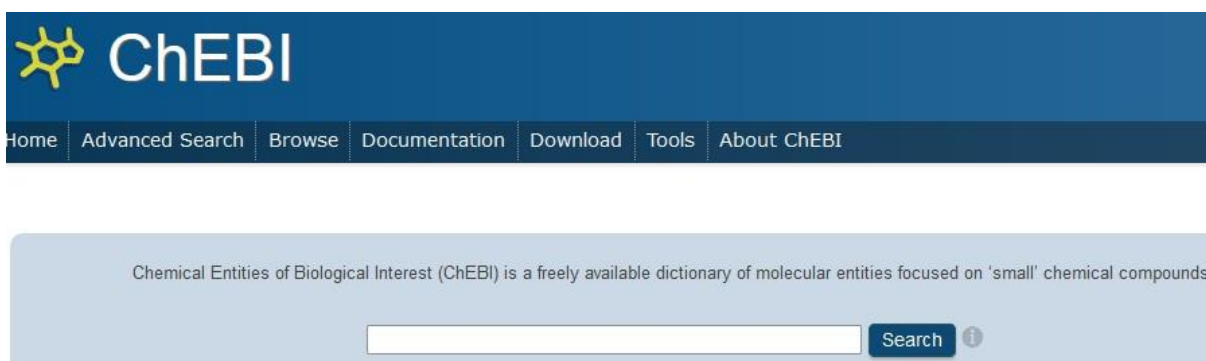 ChEBI
Home Advanced Search Browse Documentation Download Tools About ChEBI
Chemical Entities of Biological Interest (ChEBI) is a freely available dictionary of molecular entities focused on ‘small’ chemical compounds
Search